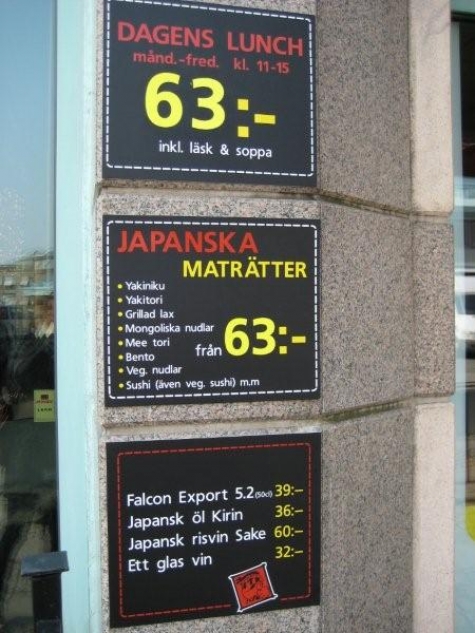 DAGENS LUNCH
månd.-fred. kl. 11-15
63:-
inkl. läsk & soppa
JAPANSKA
MATRÄTTER
• Yakiniku
• Yakitori
• Grillad lax
• Mongoliska nudlar
• Mee tori
• Bento
• Veg. nudlar
• Sushi (även veg. sushi) m.m
från 63:-
Falcon Export 5.2 (50cl) 39:-
Japansk öl Kirin 36:-
Japansk risvin Sake 60:-
Ett glas vin 32:-